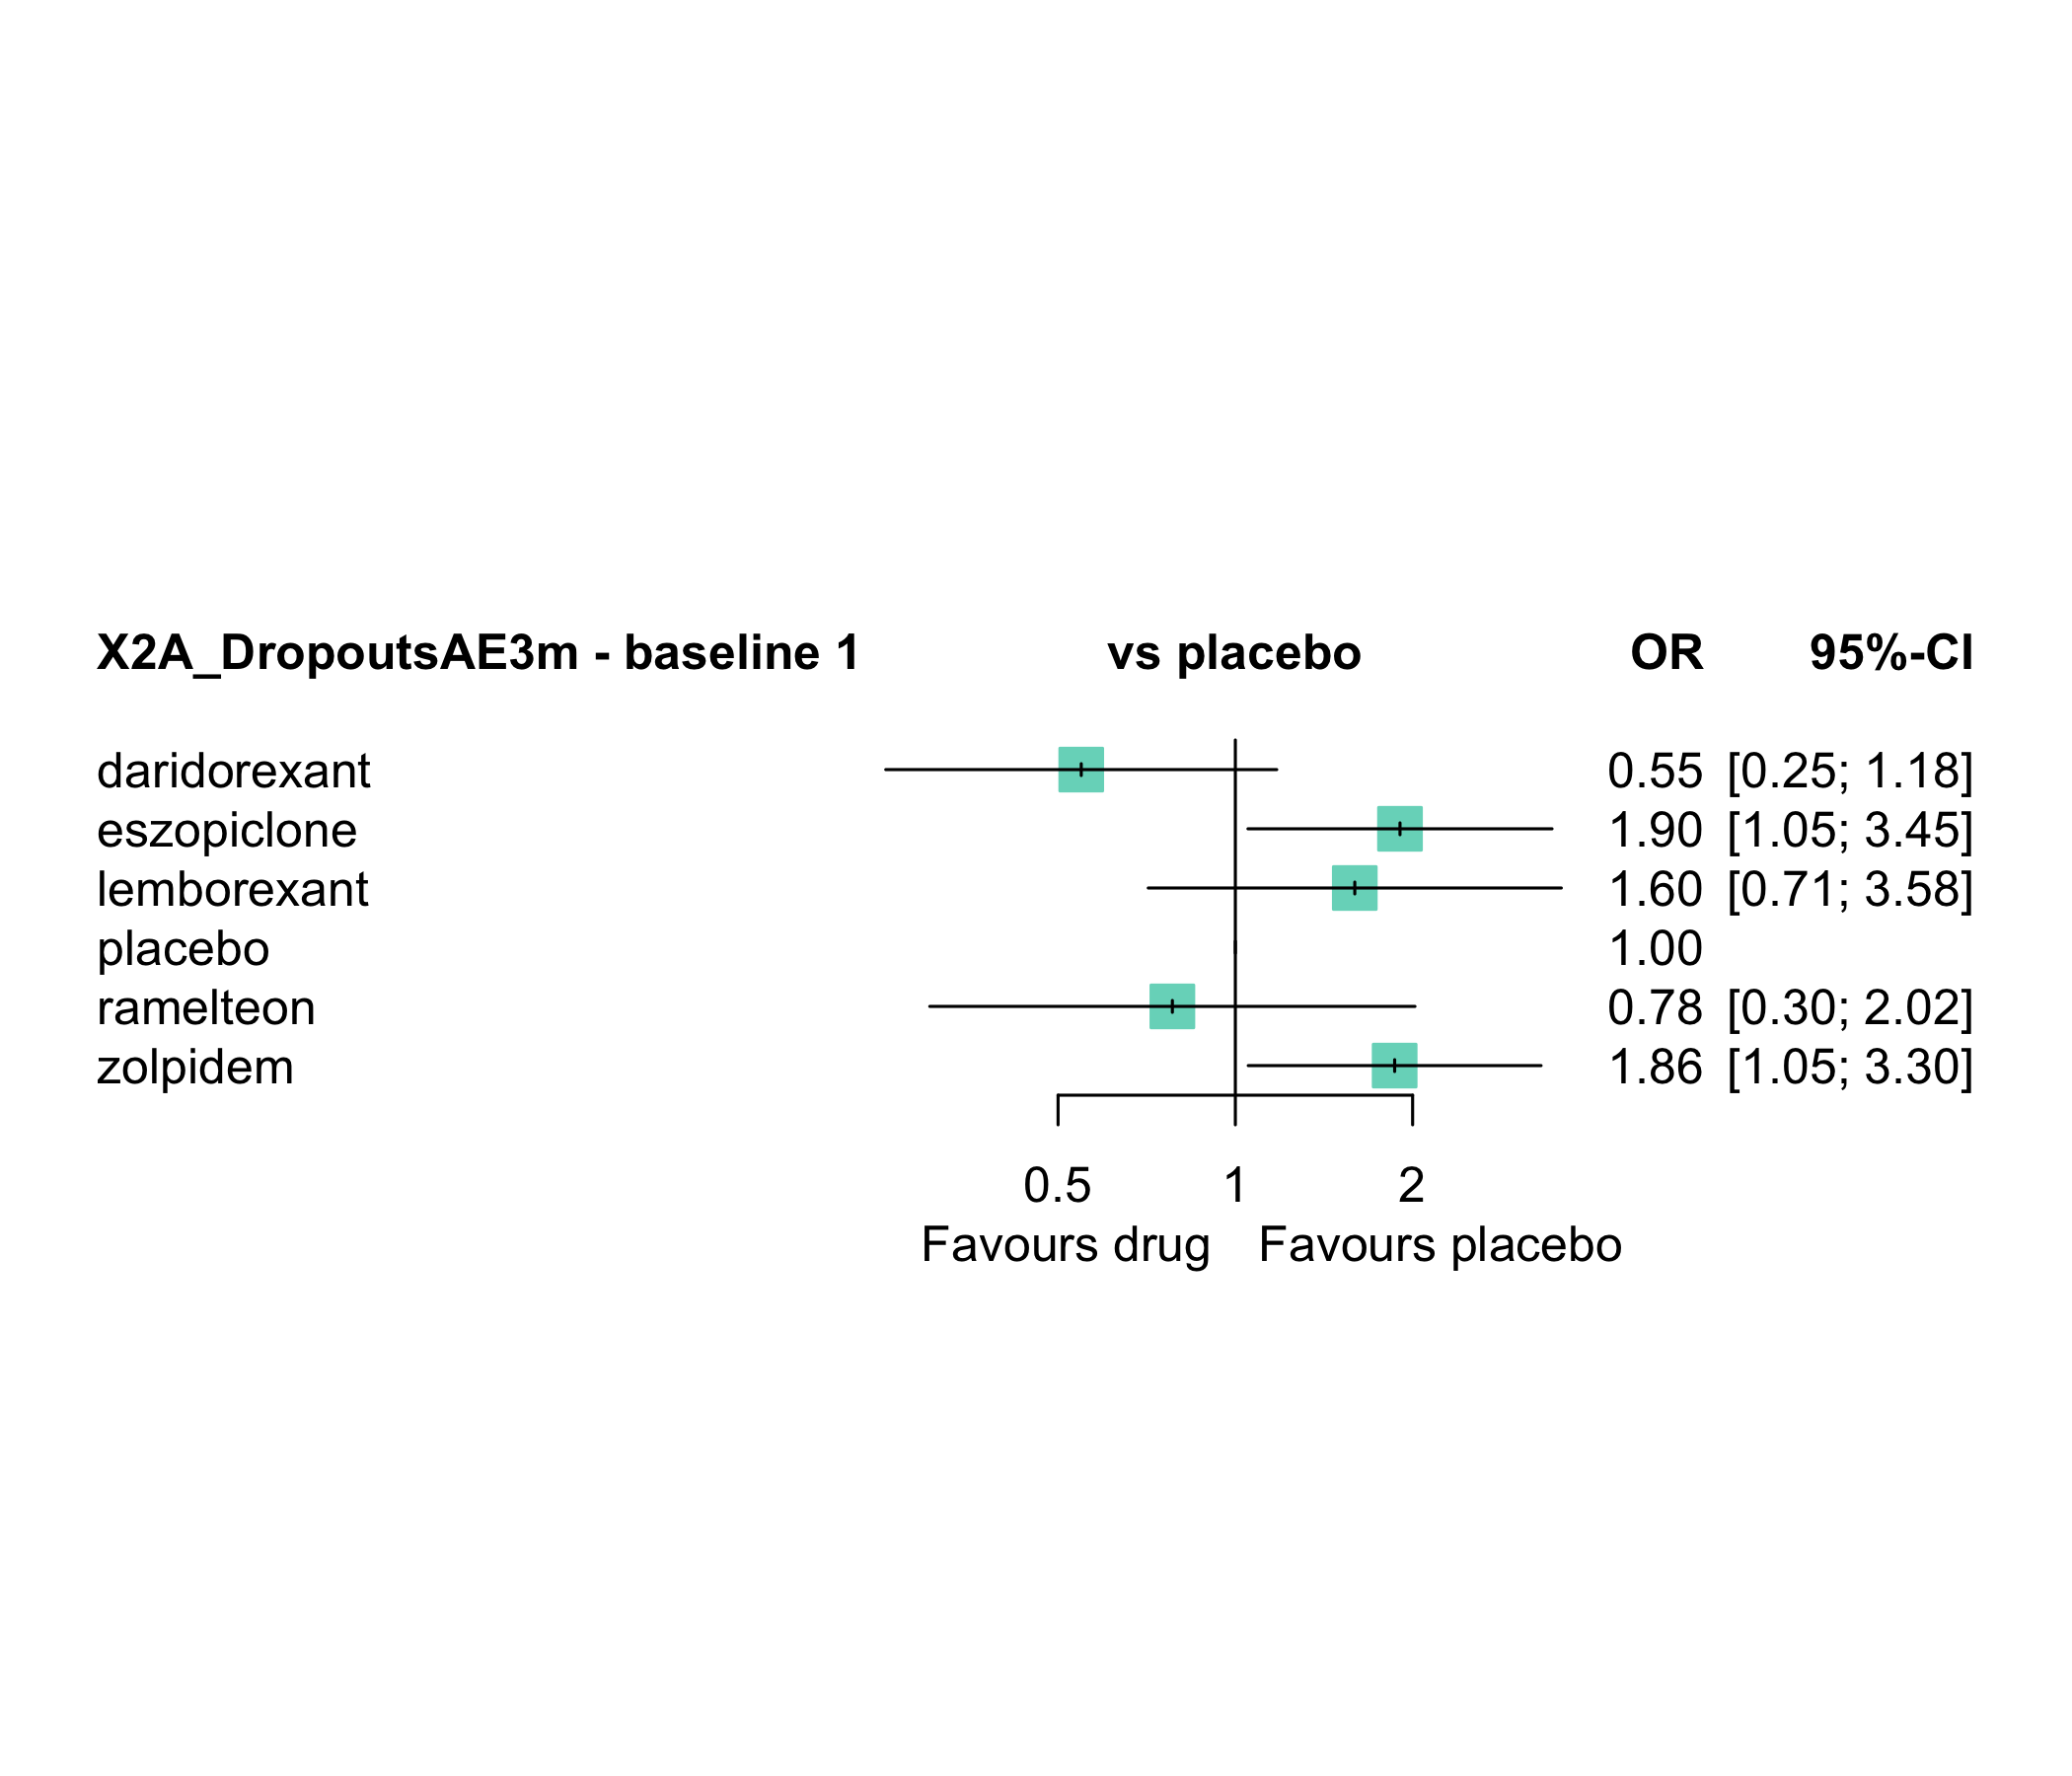 X2A_DropoutsAE3m - baseline 1 vs placebo OR 95%-CI
daridorexant 0.55 [0.25; 1.18]
eszopiclone 1.90 [1.05; 3.45]
lemborexant 1.60 [0.71; 3.58]
placebo 1.00
ramelteon 0.78 [0.30; 2.02]
zolpidem 1.86 [1.05; 3.30]
0.5 1 2
Favours drug Favours placebo